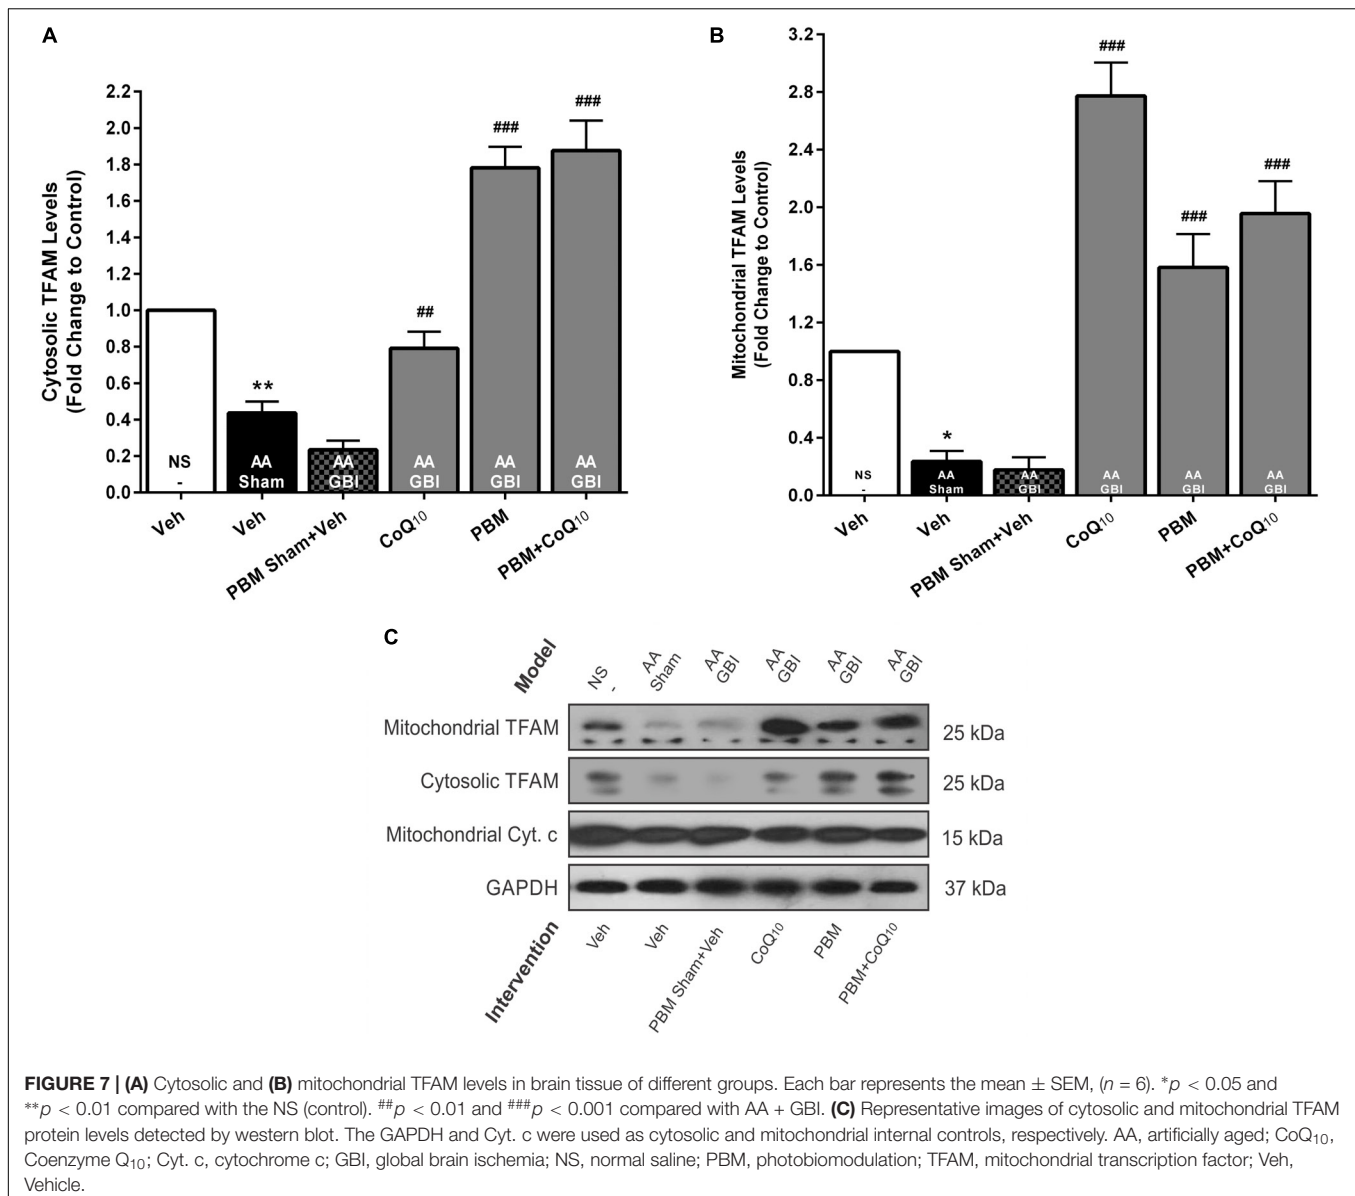 A
Cytosolic TFAM Levels
(Fold Change to Control)
2.2
2.0
1.8
1.6
1.4
1.2
1.0
0.8
0.6
0.4
0.2
0.0
**
##
###
###
NS AA AA AA AA AA
- Sham GBI GBI GBI GBI
Veh Veh PBM Sham+Veh CoQ10 PBM PBM+CoQ10
B
Mitochondrial TFAM Levels
(Fold Change to Control)
3.2
2.8
2.4
2.0
1.6
1.2
0.8
0.4
0.0
*
###
###
###
NS AA AA AA AA AA
- Sham GBI GBI GBI GBI
Veh Veh PBM Sham+Veh CoQ10 PBM PBM+CoQ10
C
Model
NS AA AA AA AA AA
- Sham GBI GBI GBI GBI
Mitochondrial TFAM 25 kDa
Cytosolic TFAM 25 kDa
Mitochondrial Cyt. c 15 kDa
GAPDH 37 kDa
Intervention
Veh Veh PBM Sham+Veh CoQ10 PBM PBM+CoQ10
FIGURE 7 | (A) Cytosolic and (B) mitochondrial TFAM levels in brain tissue of different groups. Each bar represents the mean ± SEM, (n = 6). *p < 0.05 and
**p < 0.01 compared with the NS (control). ##p < 0.01 and ###p < 0.001 compared with AA + GBI. (C) Representative images of cytosolic and mitochondrial TFAM
protein levels detected by western blot. The GAPDH and Cyt. c were used as cytosolic and mitochondrial internal controls, respectively. AA, artificially aged; CoQ10,
Coenzyme Q10; Cyt. c, cytochrome c; GBI, global brain ischemia; NS, normal saline; PBM, photobiomodulation; TFAM, mitochondrial transcription factor; Veh,
Vehicle.